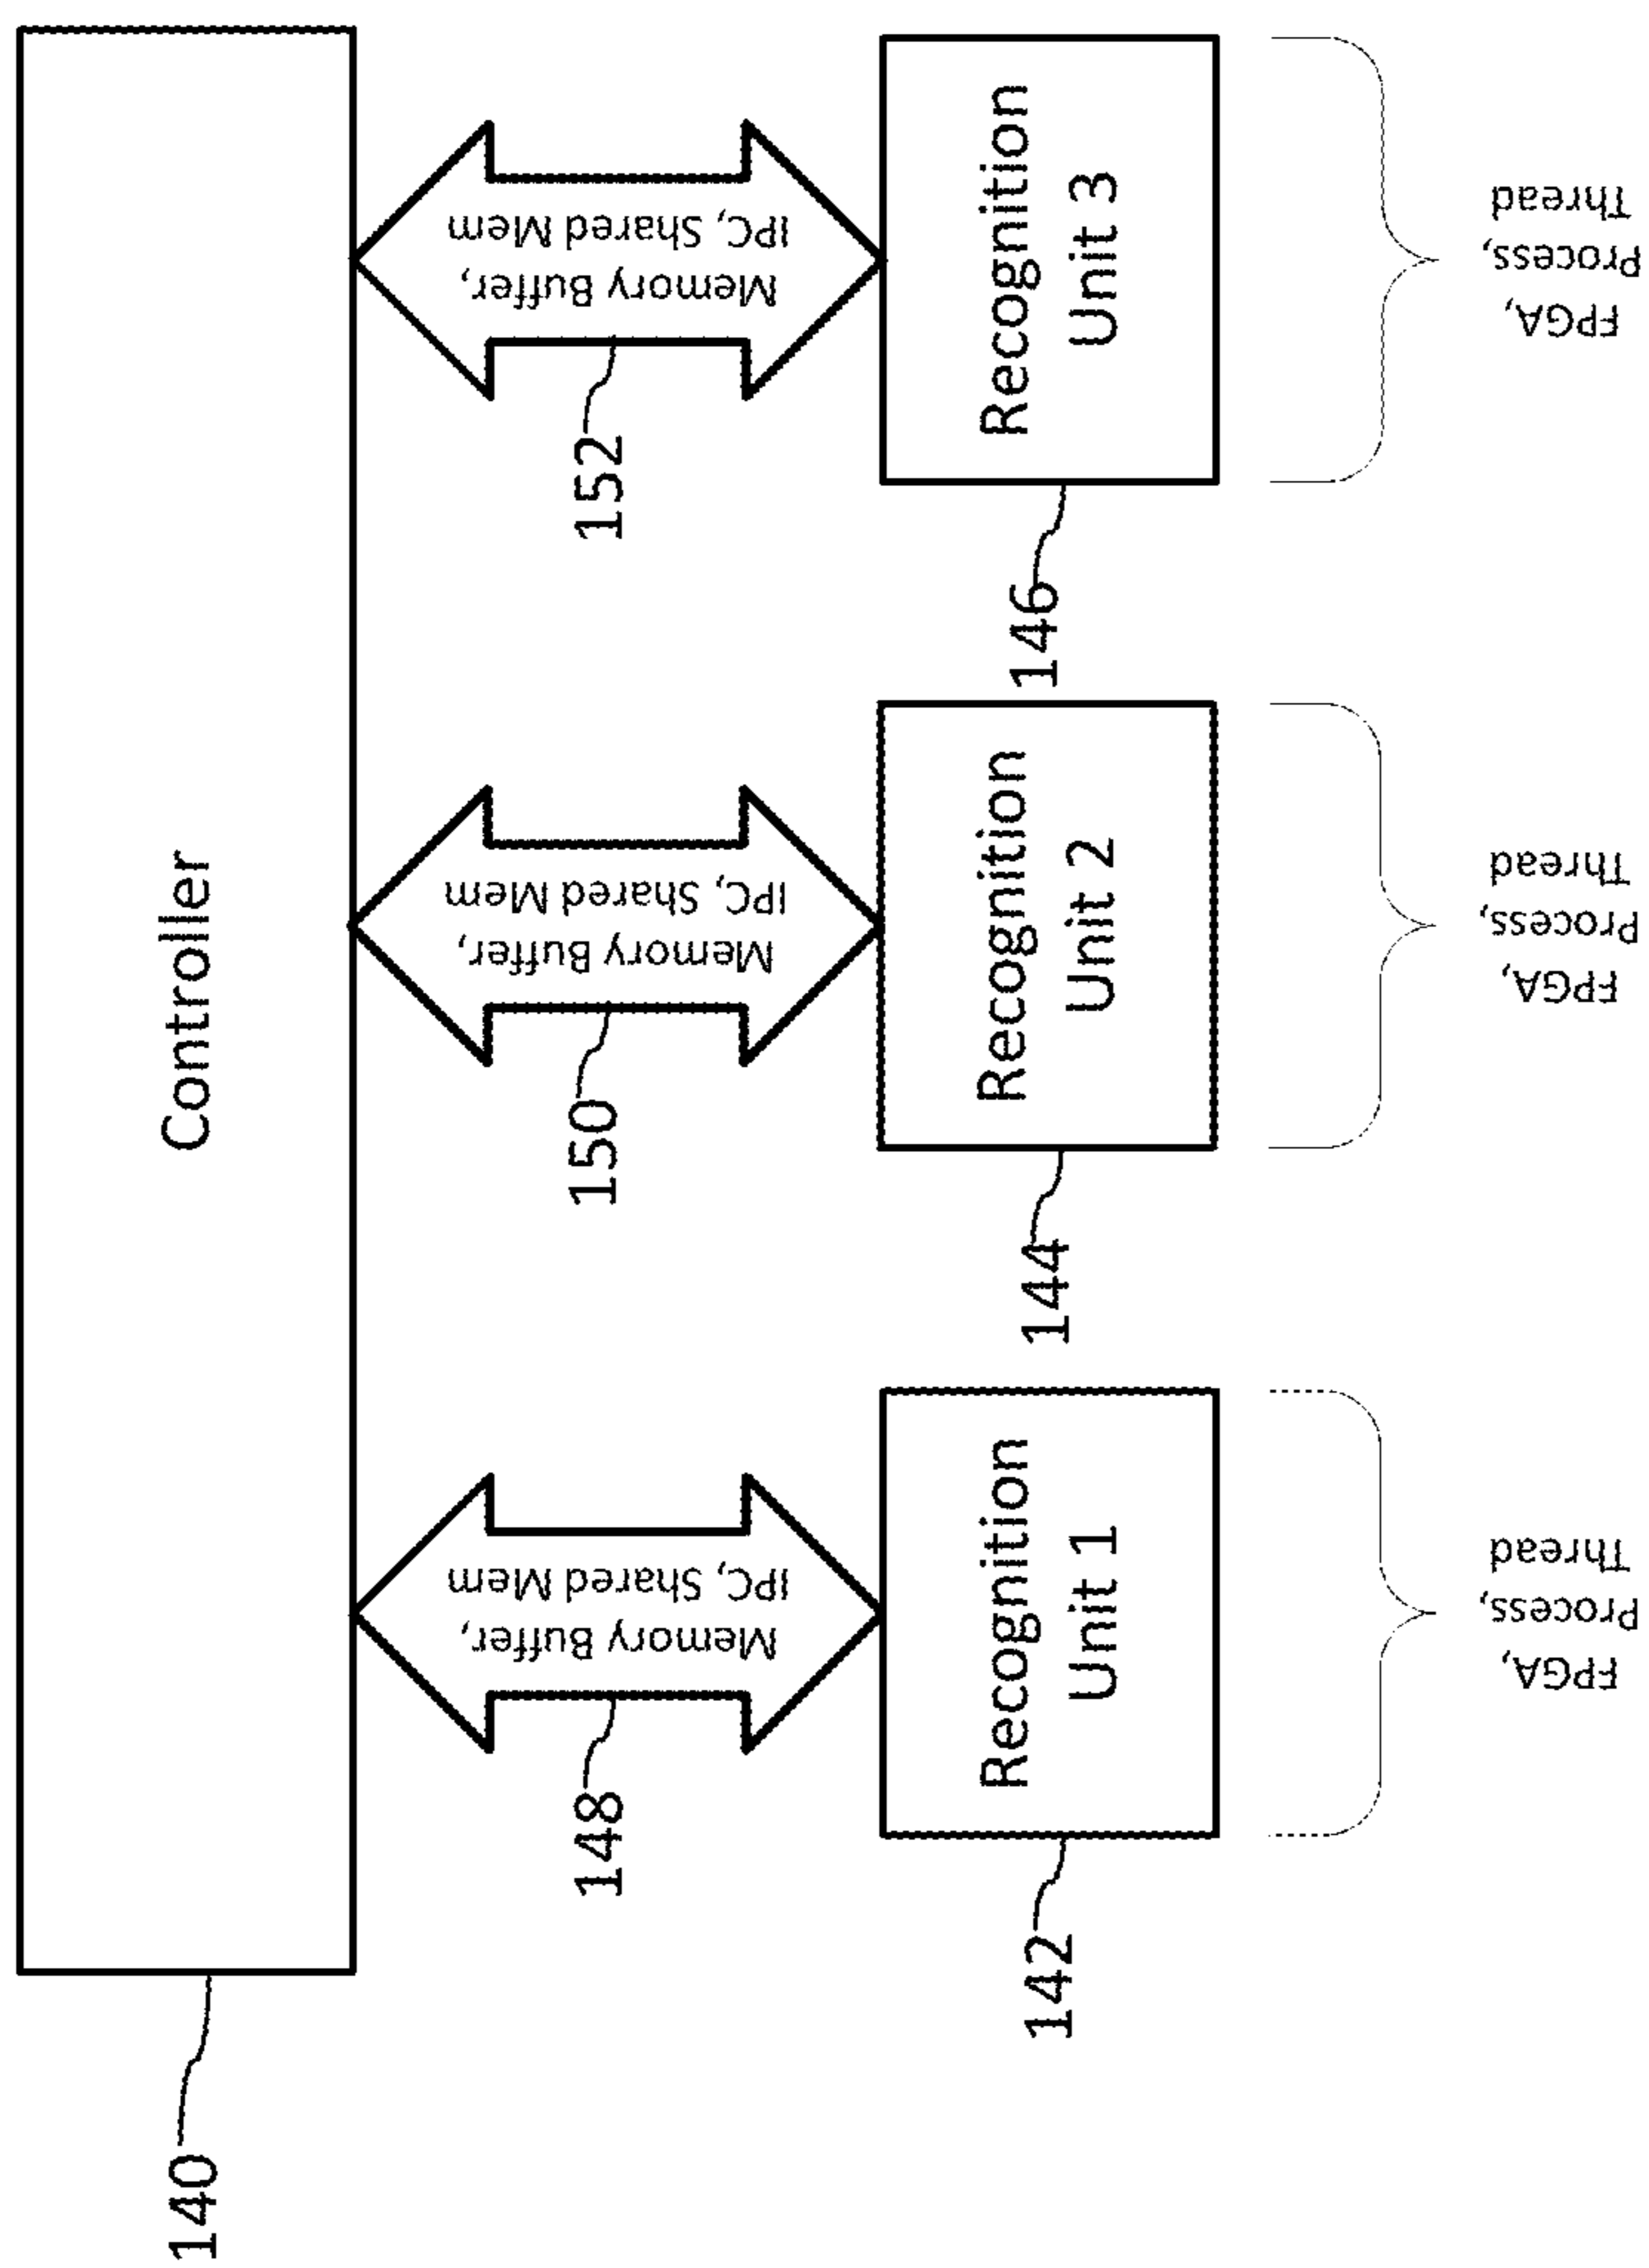 Controller
140
Memory Buffer,
IPC, Shared Mem
148
Memory Buffer,
IPC, Shared Mem
150
Memory Buffer,
IPC, Shared Mem
152
Recognition
Unit 1
142
Recognition
Unit 2
144
Recognition
Unit 3
146
FPGA,
Process,
Thread
FPGA,
Process,
Thread
FPGA,
Process,
Thread